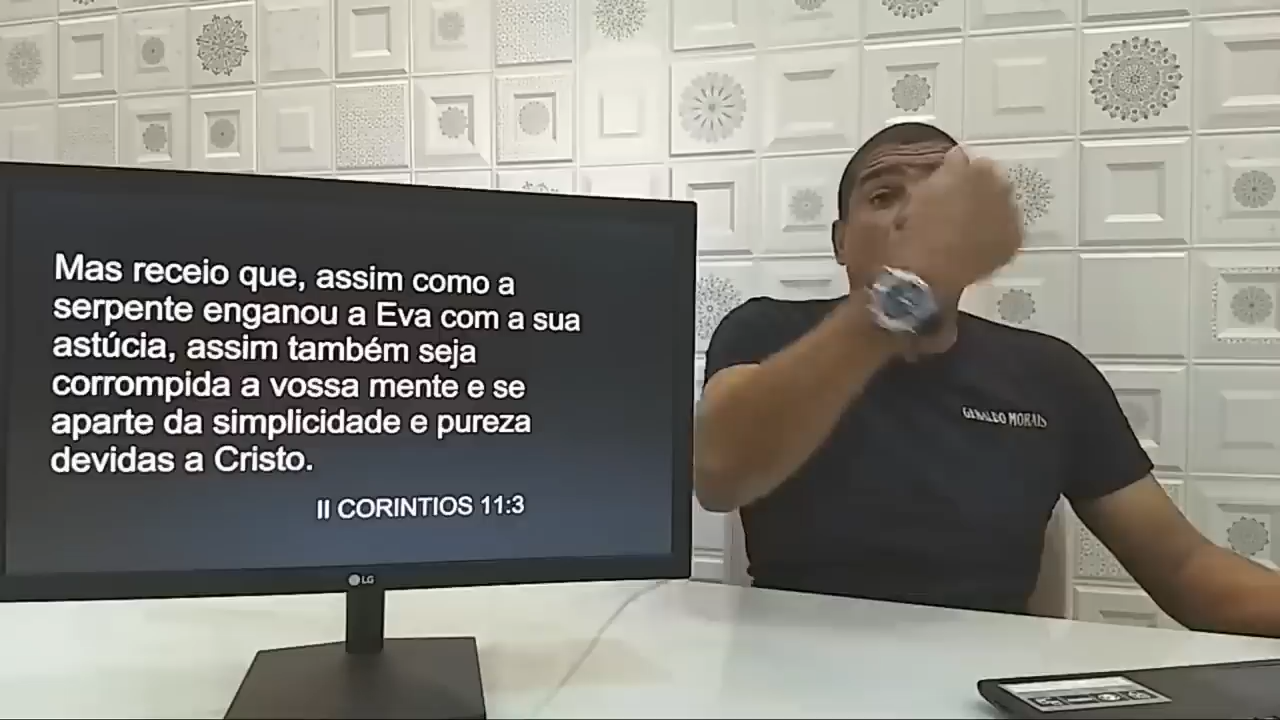 Mas receio que, assim como a
serpente enganou a Eva com a sua
astúcia, assim também seja
corrompida a vossa mente e se
aparte da simplicidade e pureza
devidas a Cristo.
II CORINTIOS 11:3
LG
GERALDO MORAIS